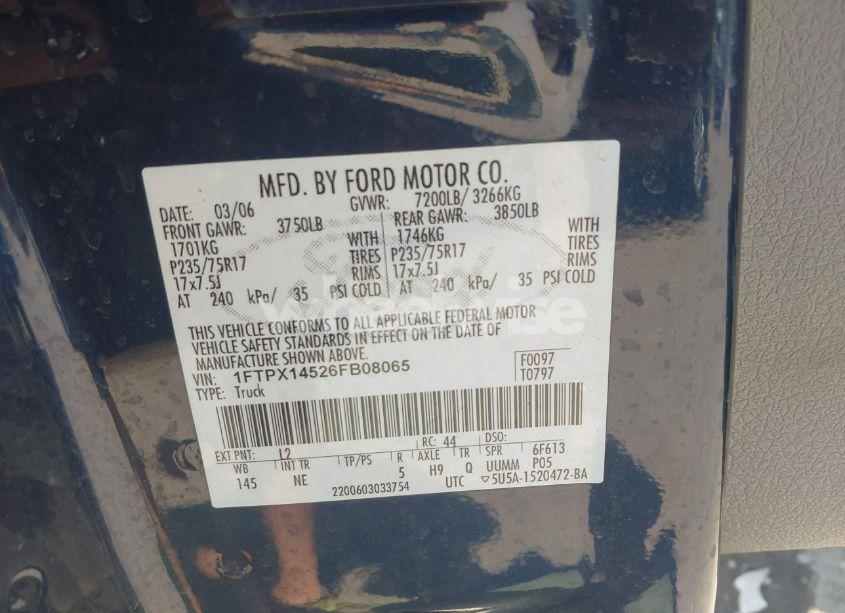 MFD. BY FORD MOTOR CO.
DATE: 03/06 GVWR: 7200LB/ 3266KG
FRONT GAWR: 3750LB REAR GAWR: 3850LB
1701KG WITH 1746KG WITH
P235/75R17 TIRES P235/75R17 TIRES
17x7.5J RIMS 17x7.5J RIMS
AT 240 kPa/ 35 PSI COLD AT 240 kPa/ 35 PSI COLD
THIS VEHICLE CONFORMS TO ALL APPLICABLE FEDERAL MOTOR
VEHICLE SAFETY STANDARDS IN EFFECT ON THE DATE OF
MANUFACTURE SHOWN ABOVE.
VIN: 1FTPX14526FB08065 F0097
TYPE: Truck T0797
EXT PNT: L2 RC: 44 DSO:
WB INT TR TP/PS R AXLE TR SPR 6F613
145 NE 5 H9 Q UUMM P05
2200603033754 UTC ▽5U5A-1520472-BA